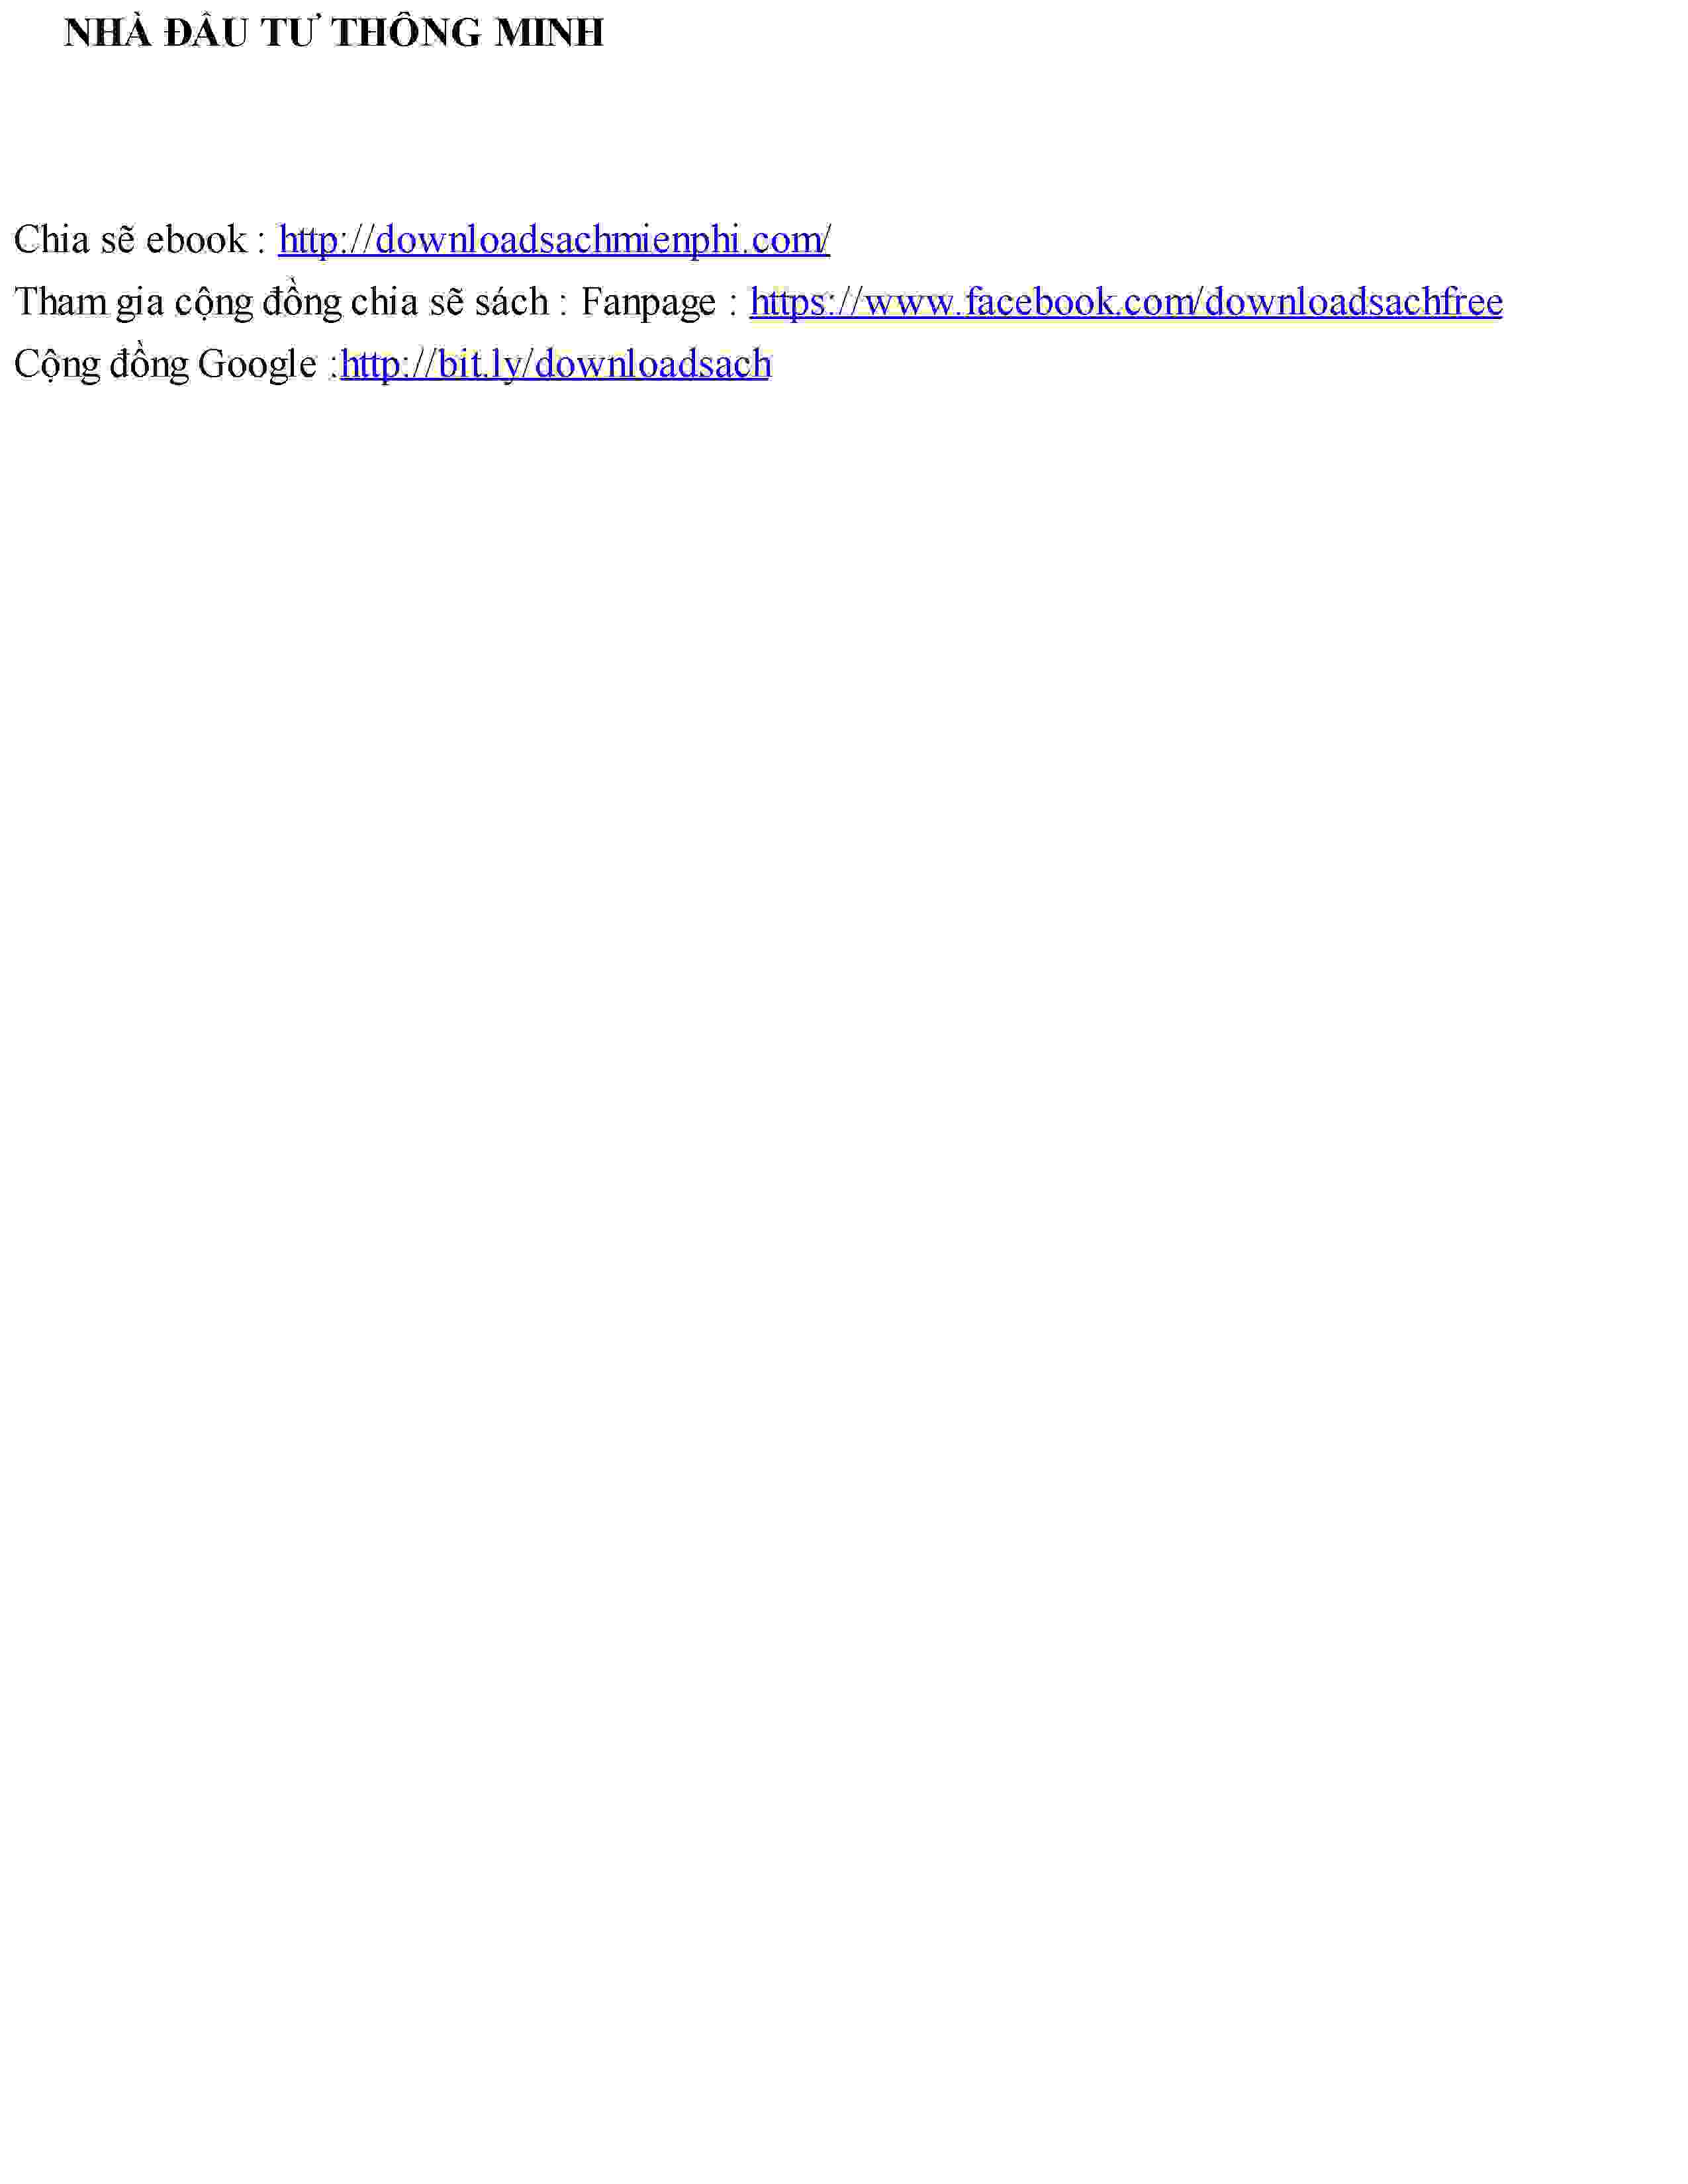 NHÀ ĐẦU TƯ THÔNG MINH
Chia sẽ ebook : http://downloadsachmienphi.com/
Tham gia cộng đồng chia sẽ sách : Fanpage : https://www.facebook.com/downloadsachfree
Cộng đồng Google :http://bit.ly/downloadsach